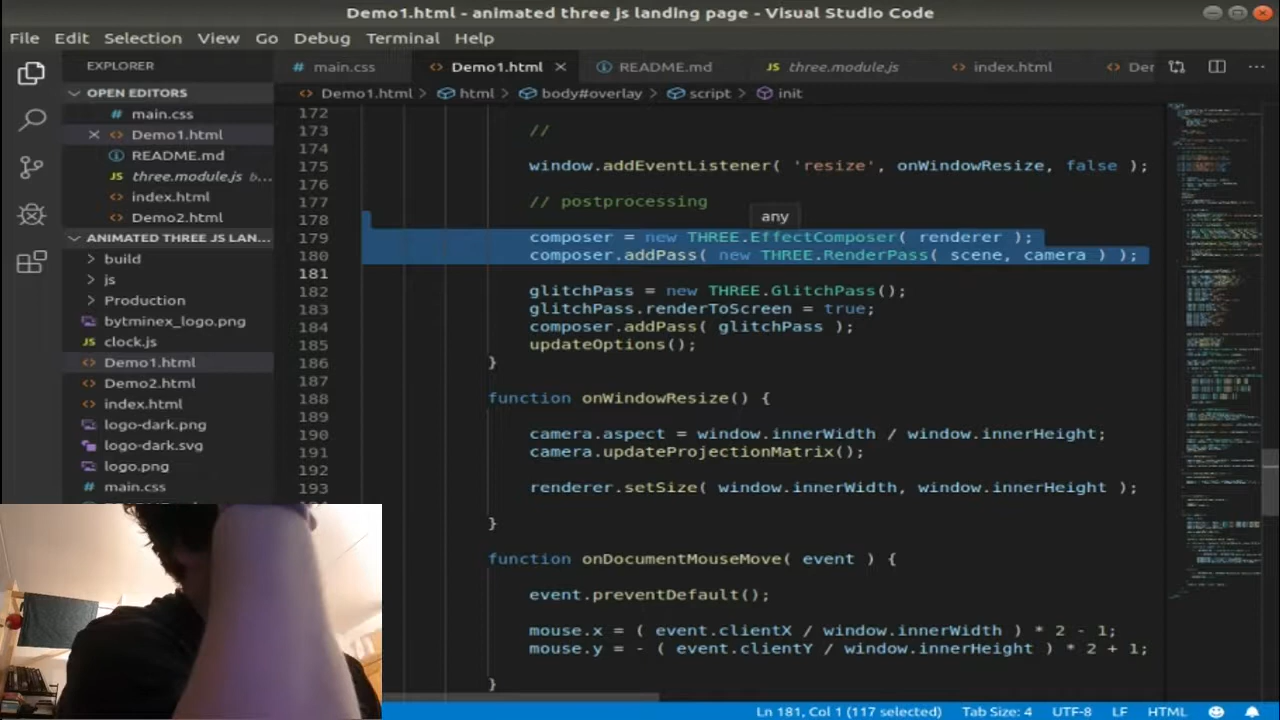 Demo1.html - animated three js landing page - Visual Studio Code
File Edit Selection View Go Debug Terminal Help
EXPLORER
OPEN EDITORS
main.css
Demo1.html
README.md
three.module.js b...
index.html
Demo2.html
ANIMATED THREE JS LAN...
build
js
Production
bytminex_logo.png
clock.js
Demo1.html
Demo2.html
index.html
logo-dark.png
logo-dark.svg
logo.png
main.css
main.css Demo1.html README.md three.module.js index.html Der
Demo1.html > html > body#overlay > script > init
172
173 //
174
175 window.addEventListener( 'resize', onWindowResize, false );
176
177 // postprocessing
any
178
179 composer = new THREE.EffectComposer( renderer );
180 composer.addPass( new THREE.RenderPass( scene, camera ) );
181
182 glitchPass = new THREE.GlitchPass();
183 glitchPass.renderToScreen = true;
184 composer.addPass( glitchPass );
185 updateOptions();
186 }
187
188 function onWindowResize() {
189
190 camera.aspect = window.innerWidth / window.innerHeight;
191 camera.updateProjectionMatrix();
192
193 renderer.setSize( window.innerWidth, window.innerHeight );
}
function onDocumentMouseMove( event ) {
event.preventDefault();
mouse.x = ( event.clientX / window.innerWidth ) * 2 - 1;
mouse.y = - ( event.clientY / window.innerHeight ) * 2 + 1;
}
Ln 181, Col 1 (117 selected) Tab Size: 4 UTF-8 LF HTML